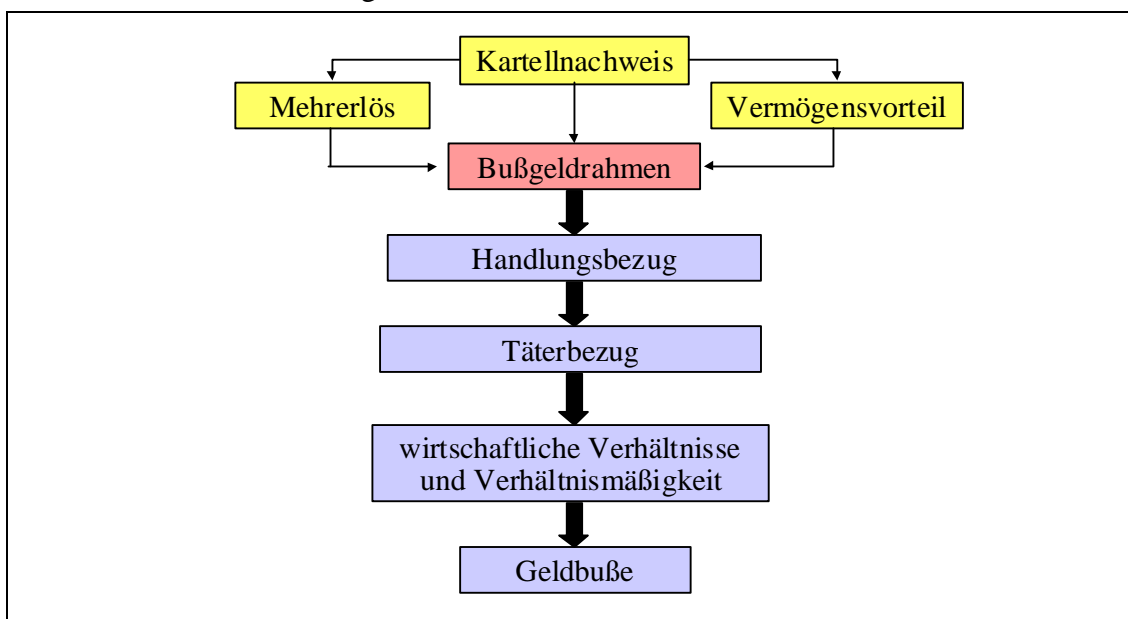 Kartellnachweis
Mehrerlös
Vermögensvorteil
Bußgeldrahmen
Handlungsbezug
Täterbezug
wirtschaftliche Verhältnisse
und Verhältnismäßigkeit
Geldbuße